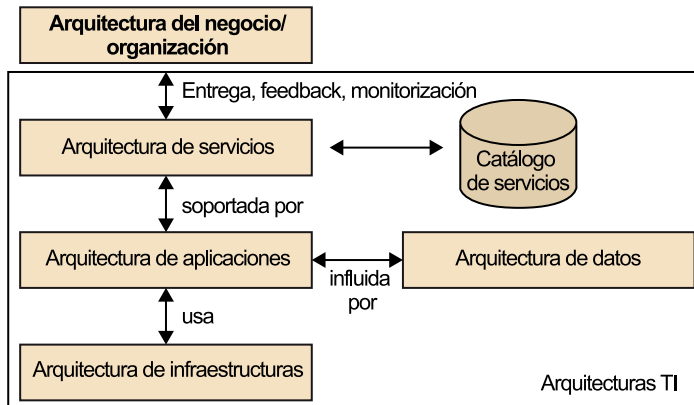 Arquitectura del negocio/
organización
Entrega, feedback, monitorización
Arquitectura de servicios
Catálogo
de servicios
soportada por
Arquitectura de aplicaciones
influida
por
Arquitectura de datos
usa
Arquitectura de infraestructuras
Arquitecturas TI